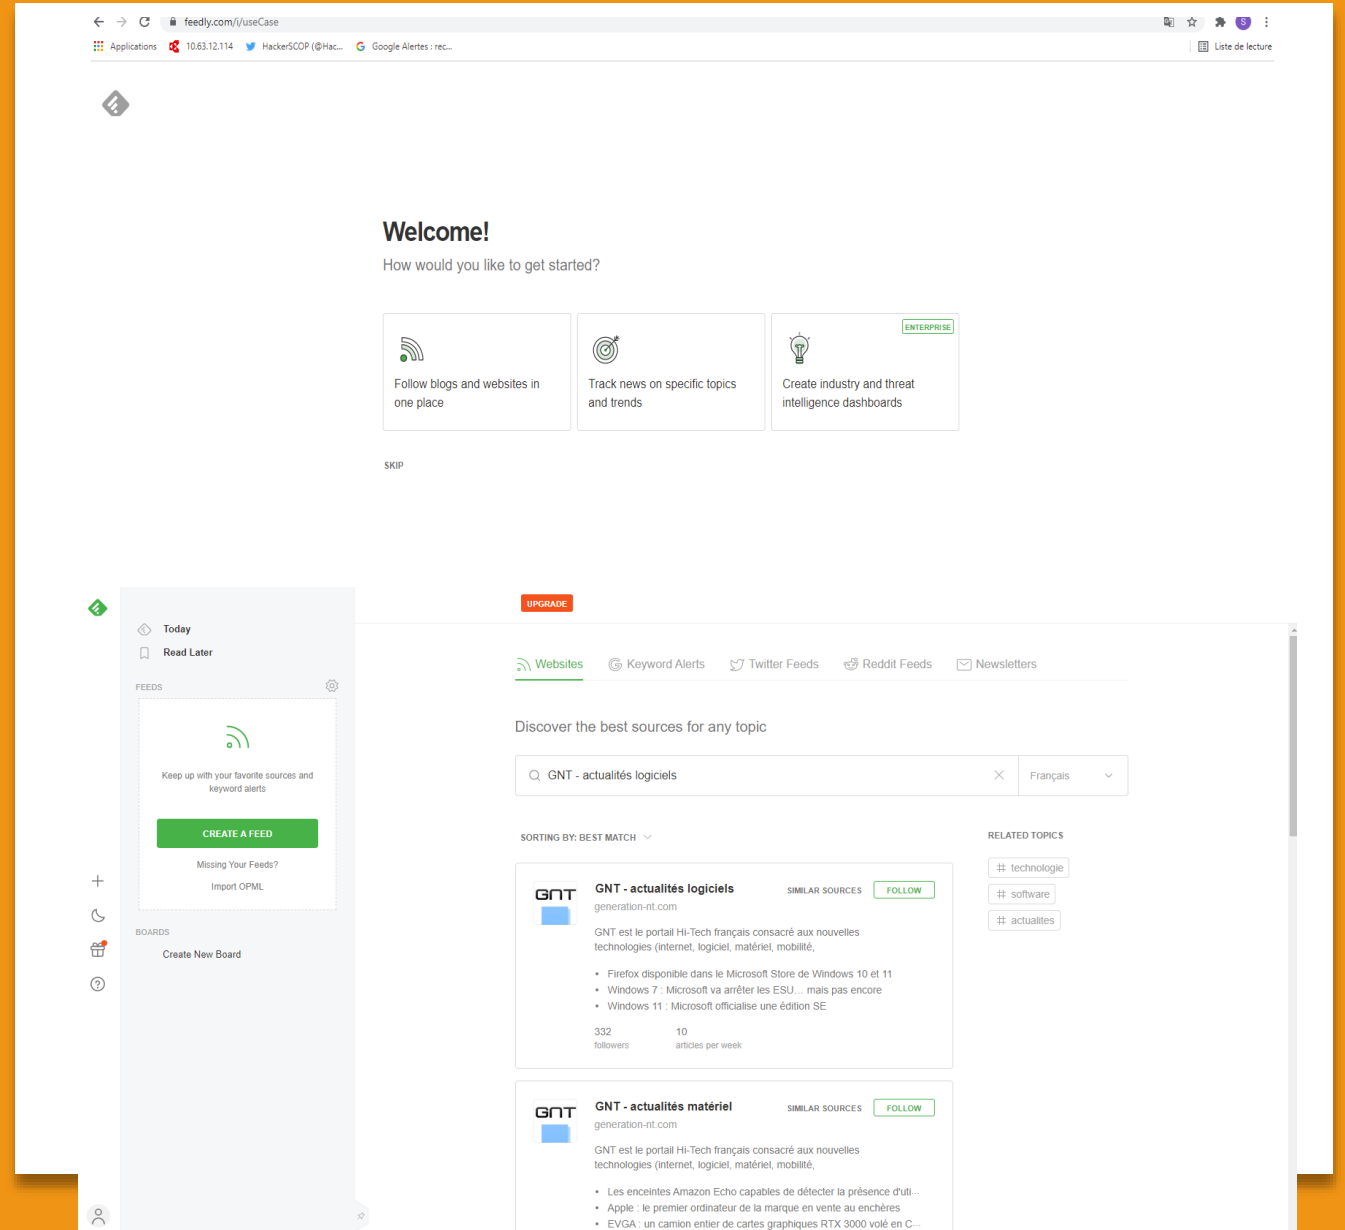 feedly.com/i/useCase
S
Applications
10.63.12.114
HackerSCOP (@Hac...
Google Alertes : rec...
Liste de lecture
Welcome!
How would you like to get started?
Follow blogs and websites in
one place
Track news on specific topics
and trends
ENTERPRISE
Create industry and threat
intelligence dashboards
SKIP
UPGRADE
Today
Read Later
FEEDS
Keep up with your favorite sources and
keyword alerts
CREATE A FEED
Missing Your Feeds?
Import OPML
BOARDS
Create New Board
Websites
Keyword Alerts
Twitter Feeds
Reddit Feeds
Newsletters
Discover the best sources for any topic
GNT - actualités logiciels
Français
SORTING BY: BEST MATCH
RELATED TOPICS
# technologie
# software
# actualites
GNT
GNT - actualités logiciels
SIMILAR SOURCES
FOLLOW
generation-nt.com
GNT est le portail Hi-Tech français consacré aux nouvelles
technologies (internet, logiciel, matériel, mobilité,
• Firefox disponible dans le Microsoft Store de Windows 10 et 11
• Windows 7 : Microsoft va arrêter les ESU... mais pas encore
• Windows 11 : Microsoft officialise une édition SE
332
followers
10
articles per week
GNT
GNT - actualités matériel
SIMILAR SOURCES
FOLLOW
generation-nt.com
GNT est le portail Hi-Tech français consacré aux nouvelles
technologies (internet, logiciel, matériel, mobilité,
• Les enceintes Amazon Echo capables de détecter la présence d'uti...
• Apple : le premier ordinateur de la marque en vente au enchères
• EVGA : un camion entier de cartes graphiques RTX 3000 volé en C...